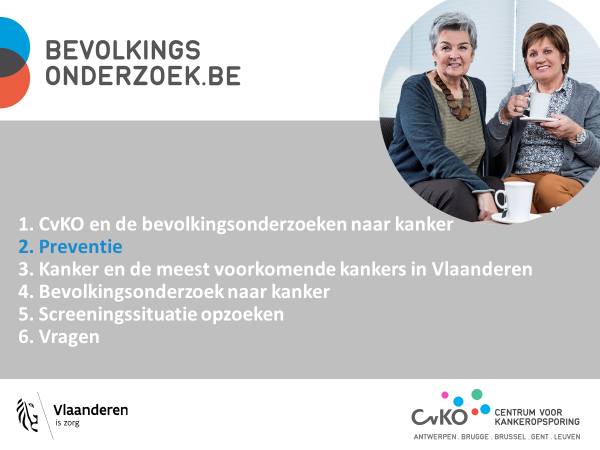 BEVOLKINGS
ONDERZOEK.BE
1. CvKO en de bevolkingsonderzoeken naar kanker
2. Preventie
3. Kanker en de meest voorkomende kankers in Vlaanderen
4. Bevolkingsonderzoek naar kanker
5. Screeningssituatie opzoeken
6. Vragen
Vlaanderen
is zorg
CvKO
CENTRUM VOOR
KANKEROPSPORING
ANTWERPEN . BRUGGE . BRUSSEL . GENT . LEUVEN